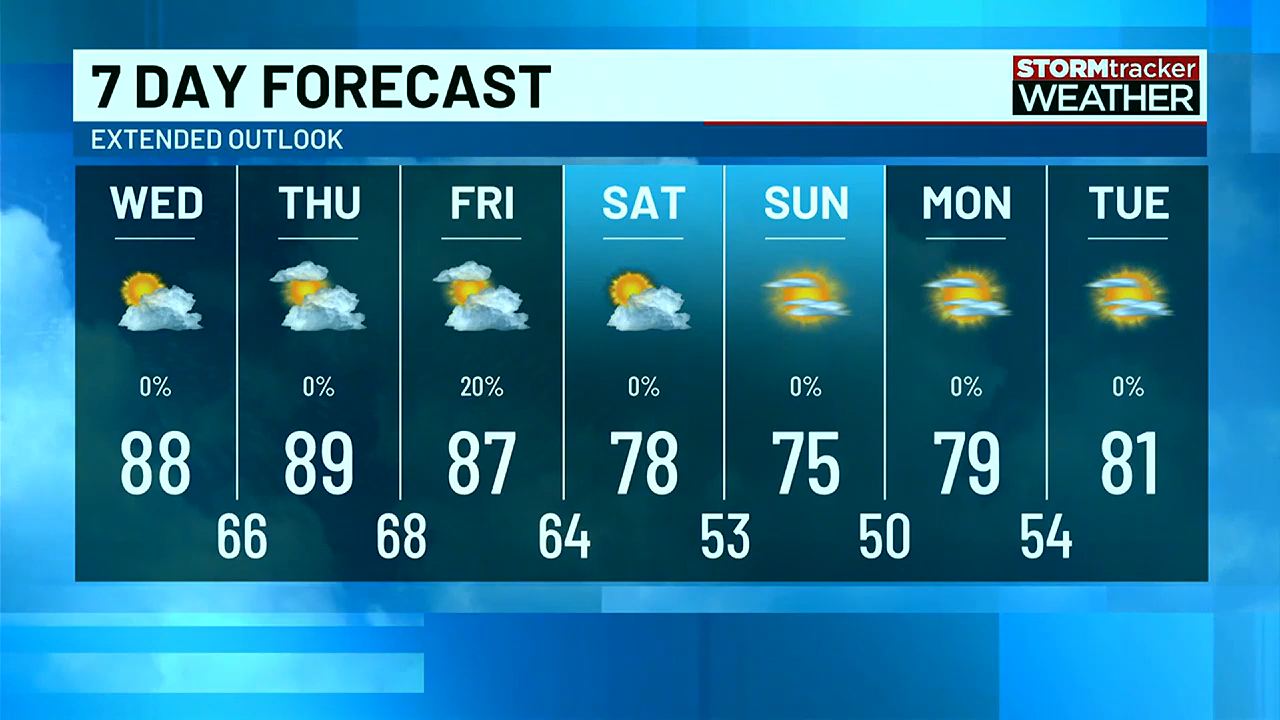 7 DAY FORECAST
STORMtracker
WEATHER
EXTENDED OUTLOOK
WED THU FRI SAT SUN MON TUE
0% 0% 20% 0% 0% 0% 0%
88 89 87 78 75 79 81
66 68 64 53 50 54